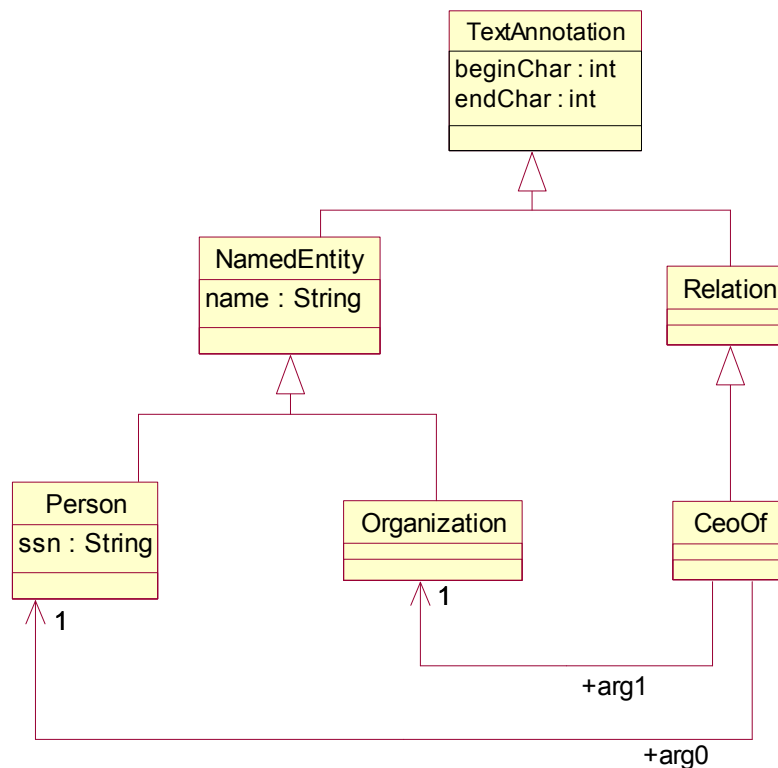 TextAnnotation
beginChar : int
endChar : int
NamedEntity
name : String
Relation
Person
ssn : String
Organization
CeoOf
1
1
+arg1
+arg0